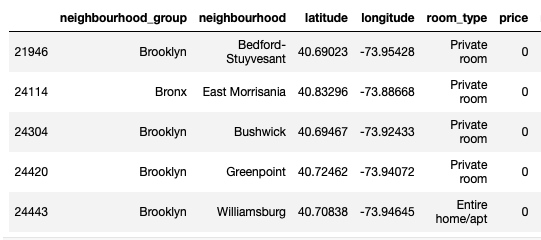 neighbourhood_group neighbourhood latitude longitude room_type price
21946 Brooklyn Bedford-Stuyvesant 40.69023 -73.95428 Private room 0
24114 Bronx East Morrisania 40.83296 -73.88668 Private room 0
24304 Brooklyn Bushwick 40.69467 -73.92433 Private room 0
24420 Brooklyn Greenpoint 40.72462 -73.94072 Private room 0
24443 Brooklyn Williamsburg 40.70838 -73.94645 Entire home/apt 0